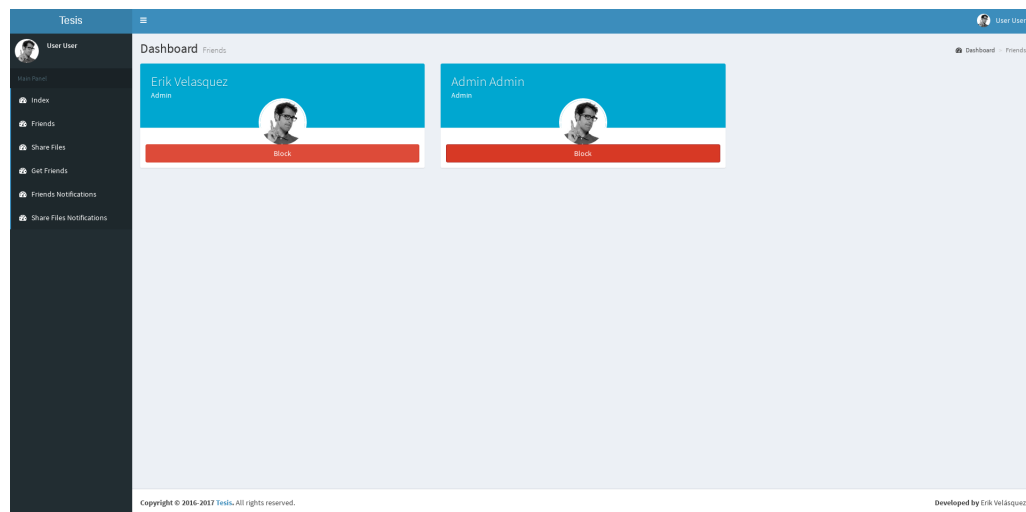 Tesis
User User
User User
Main Panel
Index
Friends
Share Files
Get Friends
Friends Notifications
Share Files Notifications
Dashboard Friends
Dashboard > Friends
Erik Velasquez
Admin
Block
Admin Admin
Admin
Block
Copyright © 2016-2017 Tesis. All rights reserved.
Developed by Erik Velásquez